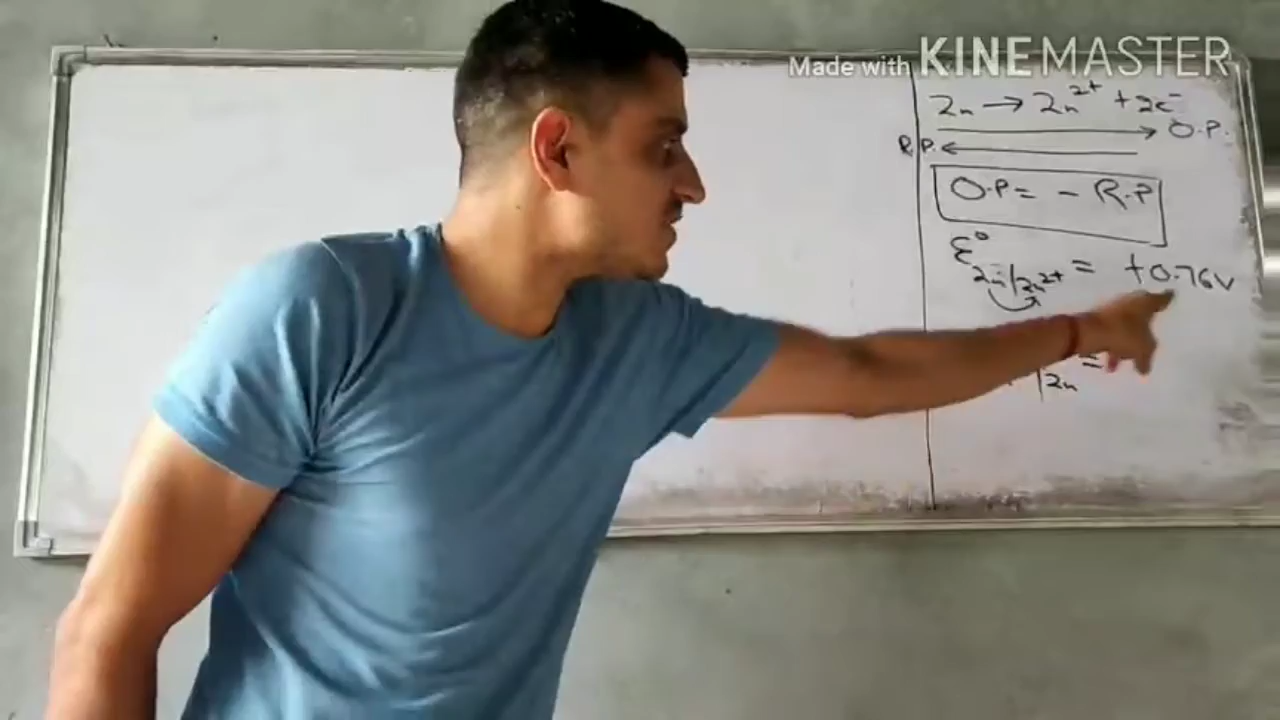 Made with KINEMASTER
Zn → Zn²⁺ + 2e⁻
→ O.P.
R.P. ←
O.P = - R.P
ε°
Zn/Zn²⁺ = +0.76V
|Zn =